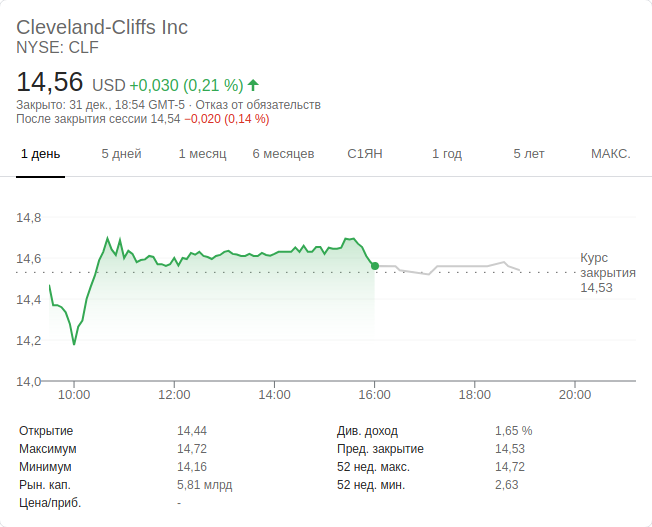 Cleveland-Cliffs Inc
NYSE: CLF
14,56 USD +0,030 (0,21 %)
Закрыто: 31 дек., 18:54 GMT-5 · Отказ от обязательств
После закрытия сессии 14,54 −0,020 (0,14 %)
1 день 5 дней 1 месяц 6 месяцев С1ЯН 1 год 5 лет МАКС.
14,8
14,6
14,4
14,2
14,0
Курс
закрытия
14,53
10:00 12:00 14:00 16:00 18:00 20:00
Открытие 14,44 Див. доход 1,65 %
Максимум 14,72 Пред. закрытие 14,53
Минимум 14,16 52 нед. макс. 14,72
Рын. кап. 5,81 млрд 52 нед. мин. 2,63
Цена/приб. -